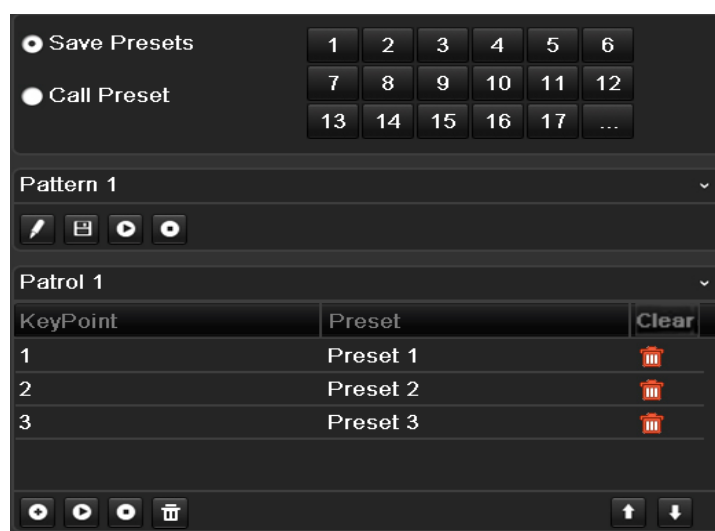 Save Presets
1 2 3 4 5 6
Call Preset
7 8 9 10 11 12
13 14 15 16 17 ...
Pattern 1
Patrol 1
KeyPoint Preset Clear
1 Preset 1
2 Preset 2
3 Preset 3